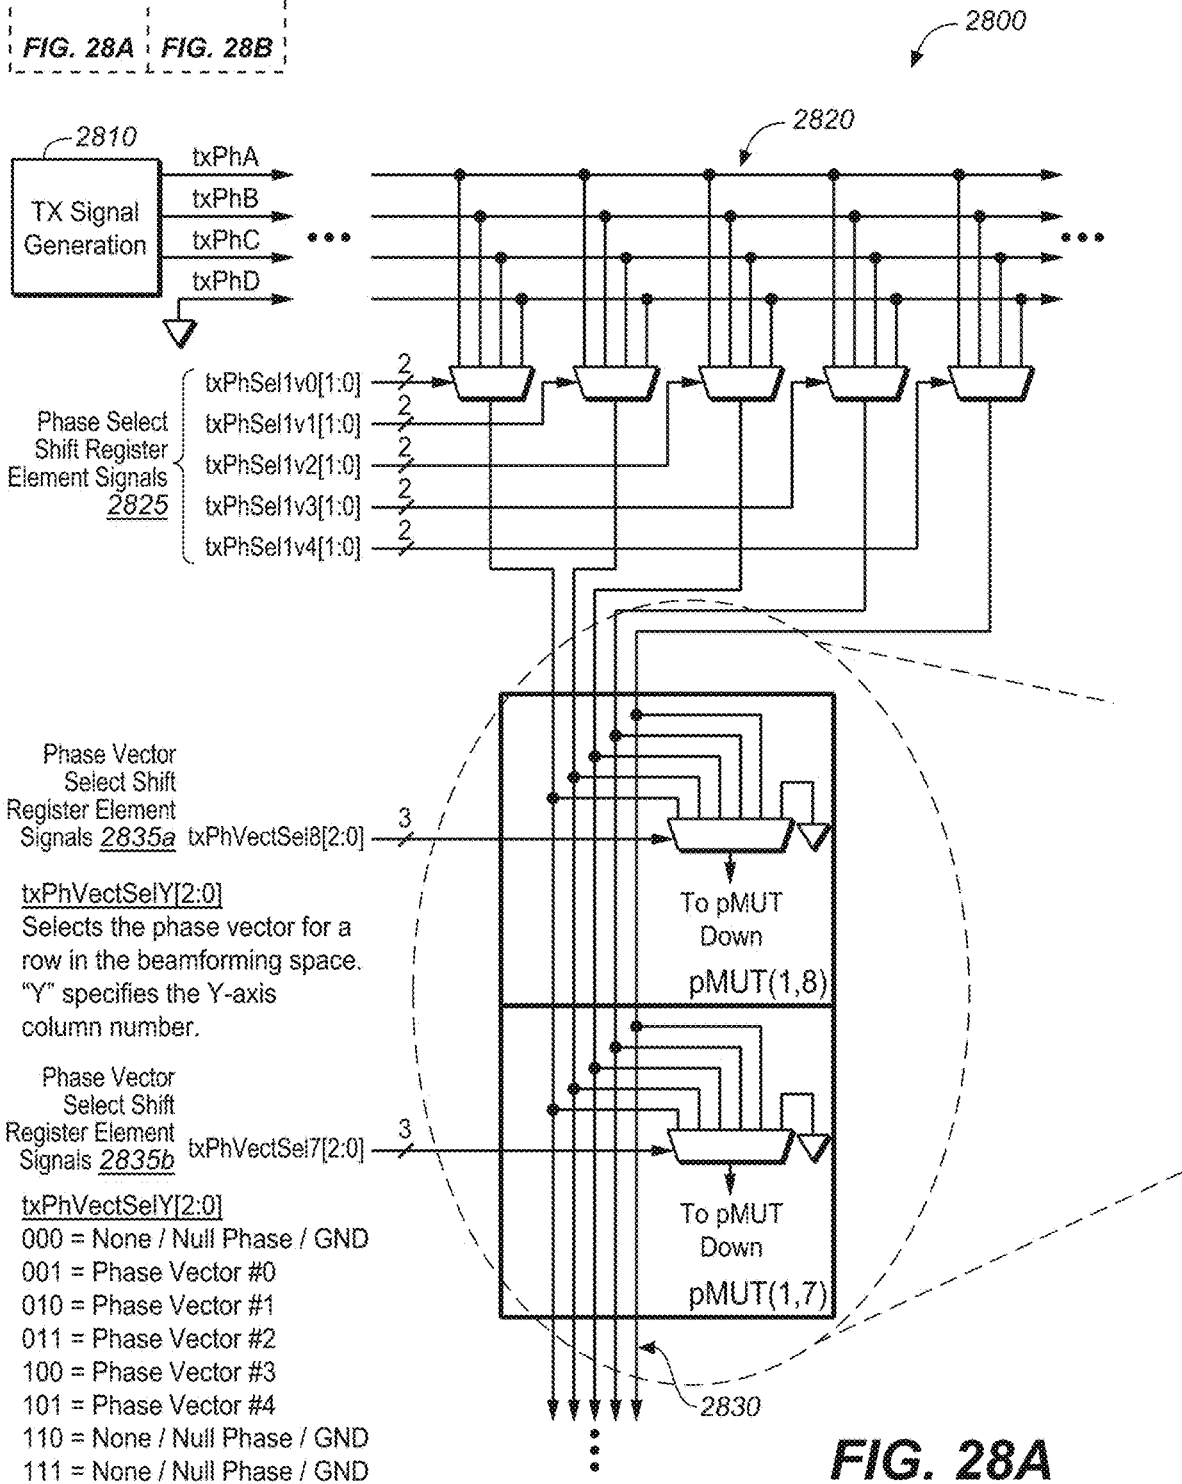 FIG. 28A FIG. 28B
2800
2810
2820
TX Signal
Generation
txPhA
txPhB
txPhC
txPhD
Phase Select
Shift Register
Element Signals
2825
txPhSel1v0[1:0] 2
txPhSel1v1[1:0] 2
txPhSel1v2[1:0] 2
txPhSel1v3[1:0] 2
txPhSel1v4[1:0] 2
Phase Vector
Select Shift
Register Element
Signals 2835a txPhVectSel8[2:0] 3
To pMUT
Down
pMUT(1,8)
txPhVectSelY[2:0]
Selects the phase vector for a
row in the beamforming space.
"Y" specifies the Y-axis
column number.
Phase Vector
Select Shift
Register Element
Signals 2835b txPhVectSel7[2:0] 3
To pMUT
Down
pMUT(1,7)
txPhVectSelY[2:0]
000 = None / Null Phase / GND
001 = Phase Vector #0
010 = Phase Vector #1
011 = Phase Vector #2
100 = Phase Vector #3
101 = Phase Vector #4
110 = None / Null Phase / GND
111 = None / Null Phase / GND
2830
FIG. 28A